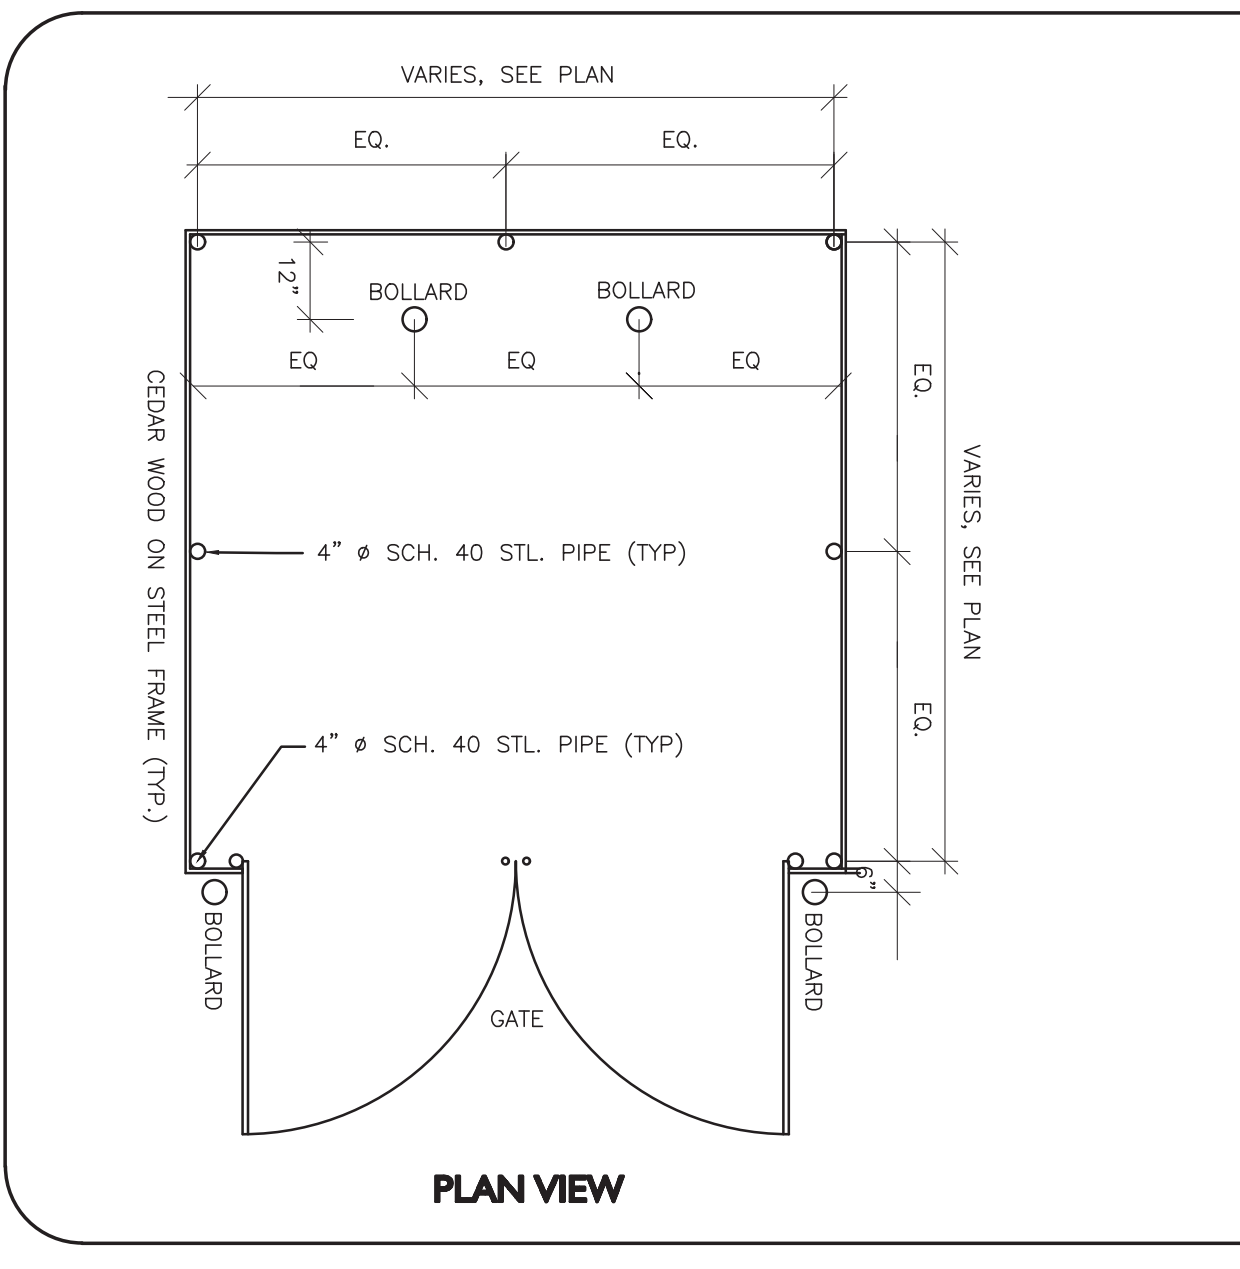 VARIES, SEE PLAN
EQ.
EQ.
12”
BOLLARD
BOLLARD
EQ
EQ
EQ
EQ.
CEDAR WOOD ON STEEL FRAME (TYP.)
VARIES, SEE PLAN
4” ø SCH. 40 STL. PIPE (TYP)
EQ.
4” ø SCH. 40 STL. PIPE (TYP)
6”
BOLLARD
BOLLARD
GATE
PLAN VIEW